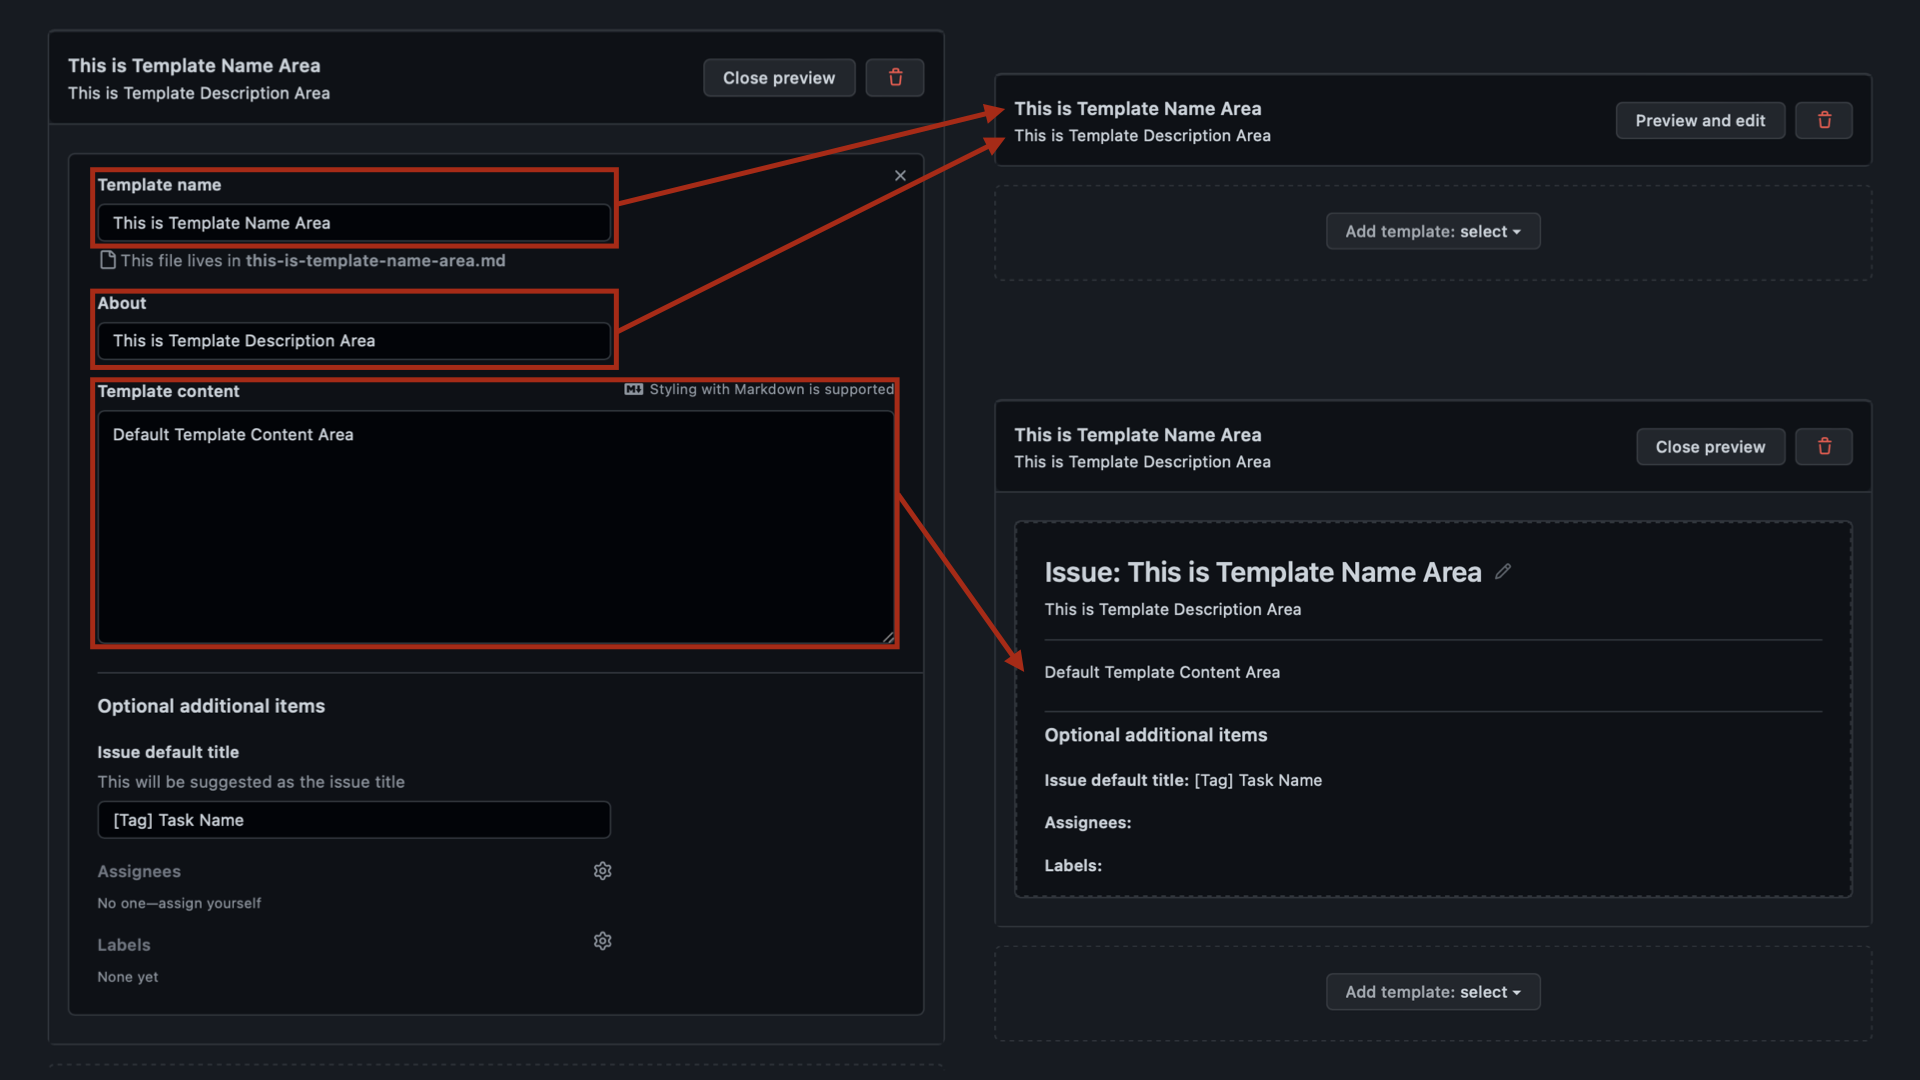 This is Template Name Area
This is Template Description Area
Close preview
Template name
This is Template Name Area
This file lives in this-is-template-name-area.md
About
This is Template Description Area
Template content
Styling with Markdown is supported
Default Template Content Area
Optional additional items
Issue default title
This will be suggested as the issue title
[Tag] Task Name
Assignees
No one—assign yourself
Labels
None yet
This is Template Name Area
This is Template Description Area
Preview and edit
Add template: select
This is Template Name Area
This is Template Description Area
Close preview
Issue: This is Template Name Area
This is Template Description Area
Default Template Content Area
Optional additional items
Issue default title: [Tag] Task Name
Assignees:
Labels:
Add template: select